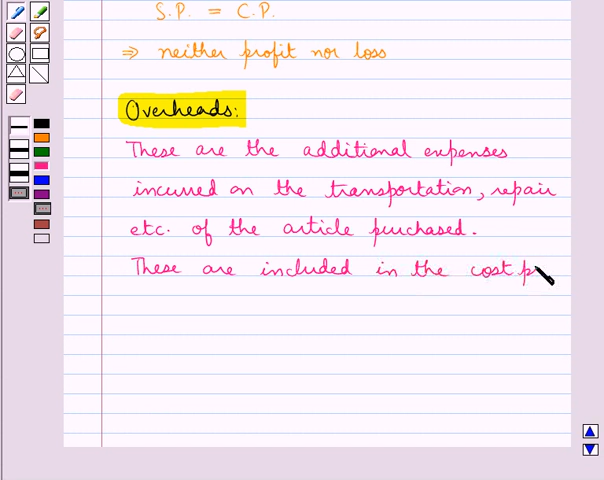 S.P. = C.P.
⇒ neither profit nor loss
Overheads:
These are the additional expenses
incurred on the transportation, repair
etc. of the article purchased.
These are included in the cost p